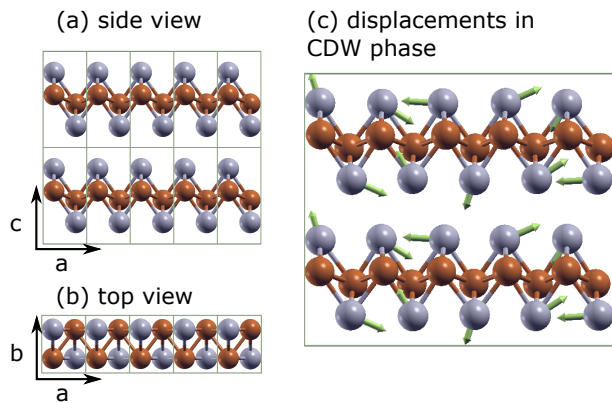 (a) side view
c
a
(b) top view
b
a
(c) displacements in
CDW phase